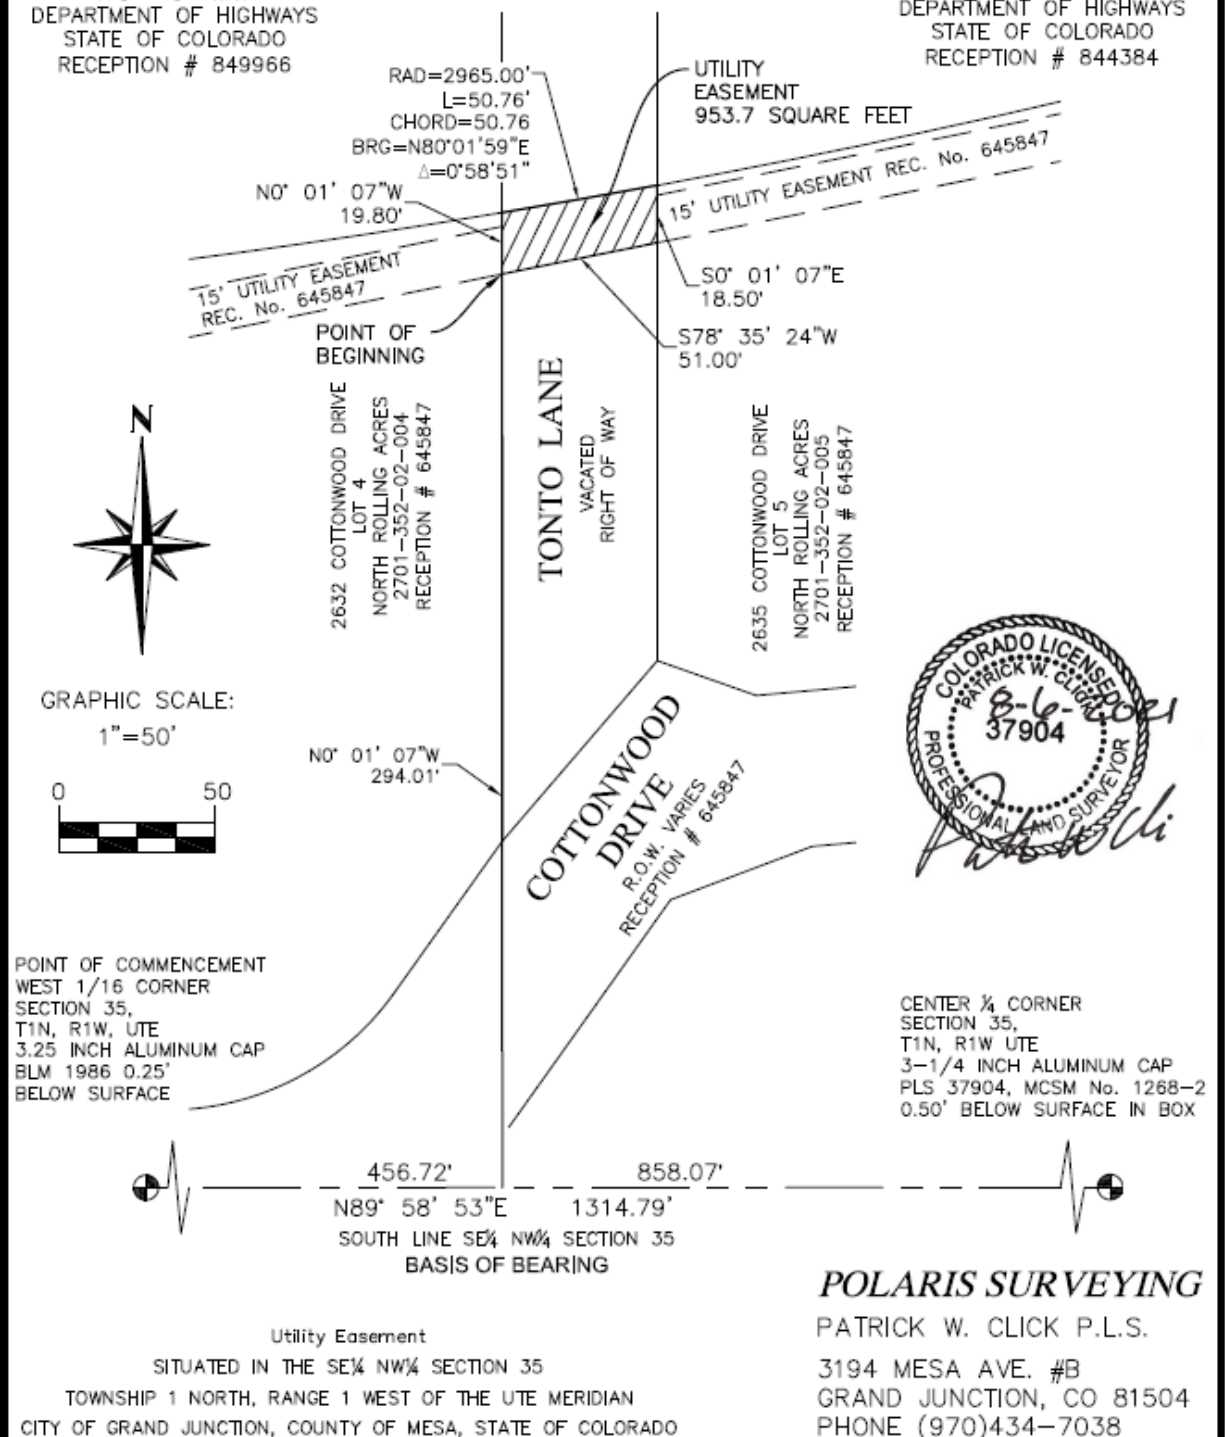 DEPARTMENT OF HIGHWAYS
STATE OF COLORADO
RECEPTION # 849966
DEPARTMENT OF HIGHWAYS
STATE OF COLORADO
RECEPTION # 844384
RAD=2965.00'
L=50.76'
CHORD=50.76
BRG=N80°01'59"E
Δ=0°58'51"
UTILITY
EASEMENT
953.7 SQUARE FEET
N0° 01' 07"W
19.80'
15' UTILITY EASEMENT REC. No. 645847
15' UTILITY EASEMENT
REC. No. 645847
S0° 01' 07"E
18.50'
POINT OF
BEGINNING
S78° 35' 24"W
51.00'
2632 COTTONWOOD DRIVE
LOT 4
NORTH ROLLING ACRES
2701-352-02-004
RECEPTION # 645847
TONTO LANE
VACATED
RIGHT OF WAY
2635 COTTONWOOD DRIVE
LOT 5
NORTH ROLLING ACRES
2701-352-02-005
RECEPTION # 645847
N
GRAPHIC SCALE:
1"=50'
0 50
N0° 01' 07"W
294.01'
COTTONWOOD
DRIVE
R.O.W. VARIES
RECEPTION # 645847
COLORADO LICENSED
PATRICK W. CLICK
8-6-2021
37904
PROFESSIONAL LAND SURVEYOR
POINT OF COMMENCEMENT
WEST 1/16 CORNER
SECTION 35,
T1N, R1W, UTE
3.25 INCH ALUMINUM CAP
BLM 1986 0.25'
BELOW SURFACE
CENTER ¼ CORNER
SECTION 35,
T1N, R1W UTE
3-1/4 INCH ALUMINUM CAP
PLS 37904, MCSM No. 1268-2
0.50' BELOW SURFACE IN BOX
456.72' 858.07'
N89° 58' 53"E 1314.79'
SOUTH LINE SE¼ NW¼ SECTION 35
BASIS OF BEARING
POLARIS SURVEYING
PATRICK W. CLICK P.L.S.
3194 MESA AVE. #B
GRAND JUNCTION, CO 81504
PHONE (970)434-7038
Utility Easement
SITUATED IN THE SE¼ NW¼ SECTION 35
TOWNSHIP 1 NORTH, RANGE 1 WEST OF THE UTE MERIDIAN
CITY OF GRAND JUNCTION, COUNTY OF MESA, STATE OF COLORADO